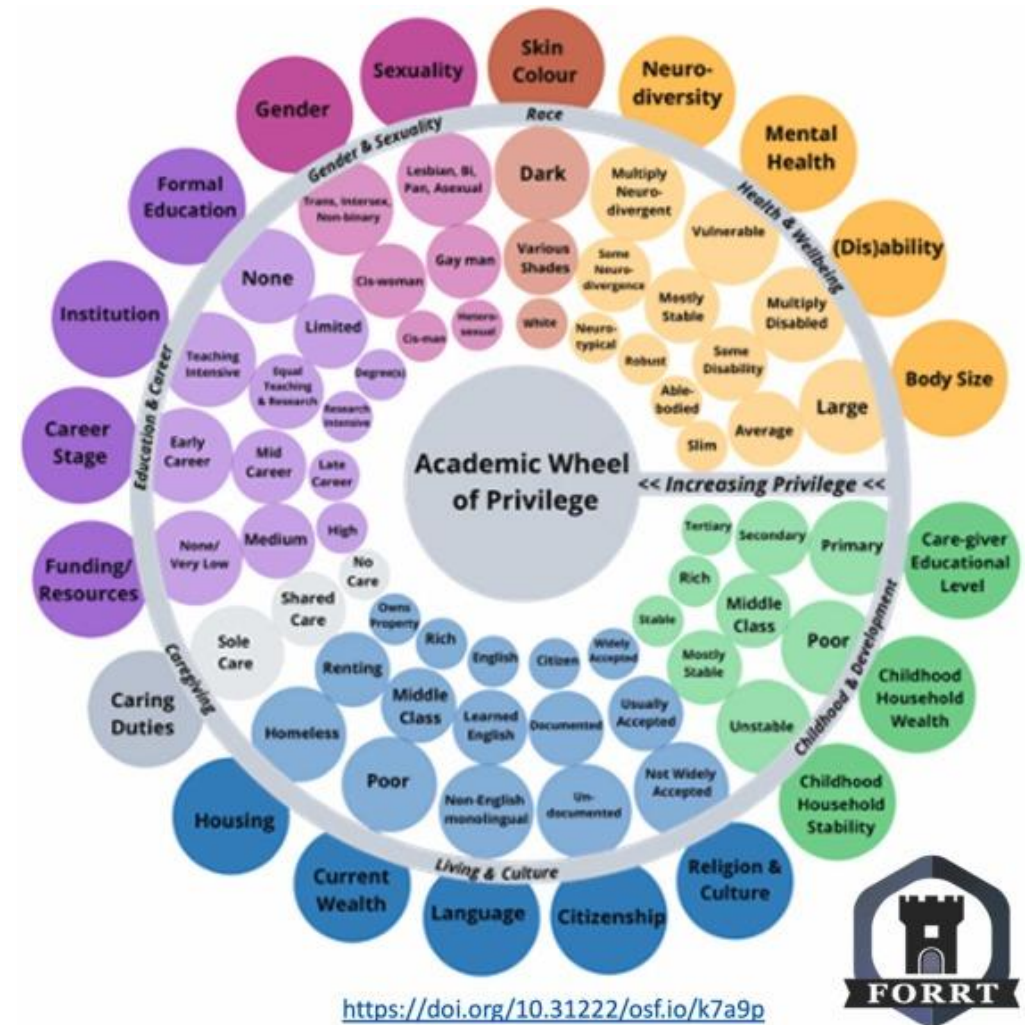 Skin
Colour
Neuro-
diversity
Mental
Health
(Dis)ability
Body Size
Care-giver
Educational
Level
Childhood
Household
Wealth
Childhood
Household
Stability
Religion &
Culture
Citizenship
Language
Current
Wealth
Housing
Caring
Duties
Funding/
Resources
Career
Stage
Institution
Formal
Education
Gender
Sexuality
Race
Health & Wellbeing
Childhood & Development
Living & Culture
Caregiving
Education & Career
Gender & Sexuality
Dark
Various
Shades
White
Multiply
Neuro-
divergent
Some
Neuro-
divergence
Neuro-
typical
Vulnerable
Mostly
Stable
Robust
Multiply
Disabled
Some
Disability
Able-
bodied
Large
Average
Slim
<< Increasing Privilege <<
Primary
Secondary
Tertiary
Poor
Middle
Class
Rich
Unstable
Mostly
Stable
Stable
Not Widely
Accepted
Usually
Accepted
Widely
Accepted
Un-
documented
Documented
Citizen
Non-English
monolingual
Learned
English
English
Poor
Middle
Class
Rich
Homeless
Renting
Owns
Property
Sole
Care
Shared
Care
No
Care
None/
Very Low
Medium
High
Early
Career
Mid
Career
Late
Career
Teaching
Intensive
Equal
Teaching
& Research
Research
Intensive
None
Limited
Degree(s)
Trans, Intersex,
Non-binary
Cis-woman
Cis-man
Lesbian, Bi,
Pan, Asexual
Gay man
Hetero-
sexual
Academic Wheel
of Privilege
FORRT
https://doi.org/10.31222/osf.io/k7a9p